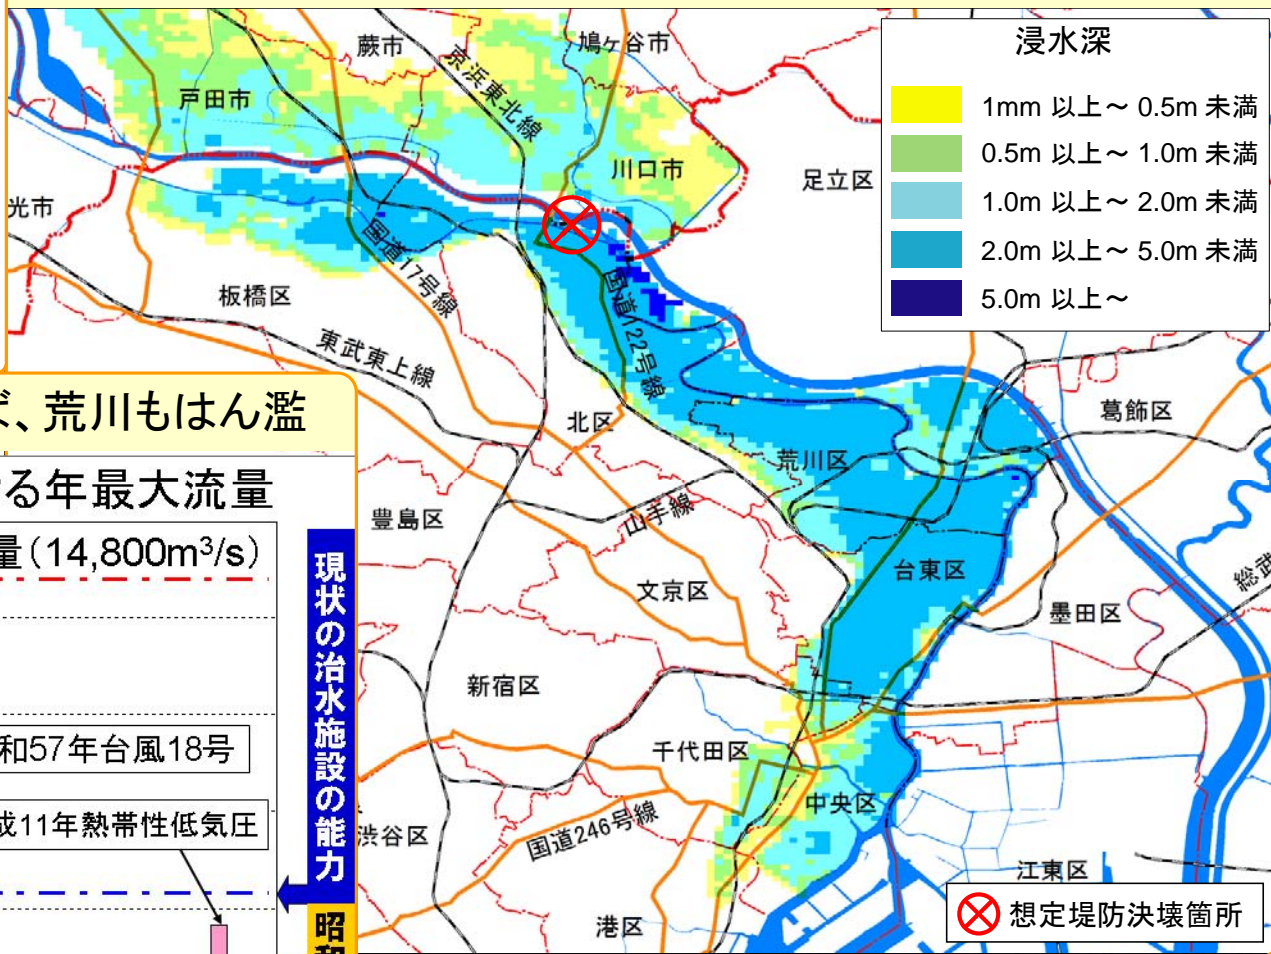 浸水深
1mm 以上～ 0.5m 未満
0.5m 以上～ 1.0m 未満
1.0m 以上～ 2.0m 未満
2.0m 以上～ 5.0m 未満
5.0m 以上～
蕨市
鳩ヶ谷市
京浜東北線
戸田市
川口市
足立区
光市
国道17号線
板橋区
国道122号線
東武東上線
北区
葛飾区
荒川区
豊島区
山手線
台東区
文京区
墨田区
総武
新宿区
千代田区
中央区
渋谷区
国道246号線
江東区
港区
想定堤防決壊箇所
、荒川もはん濫
る年最大流量
量（14,800m³/s）
和57年台風18号
成11年熱帯性低気圧
現状の治水施設の能力
昭和